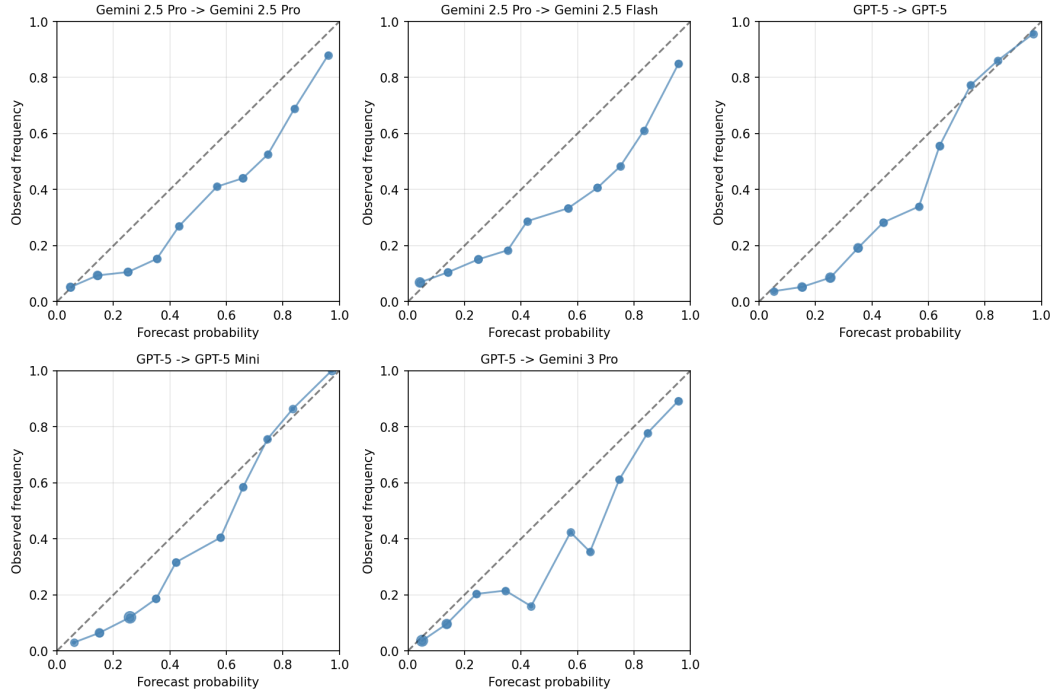 Gemini 2.5 Pro -> Gemini 2.5 Pro
1.0
0.8
0.6
0.4
0.2
0.0
Observed frequency
0.0 0.2 0.4 0.6 0.8 1.0
Forecast probability
Gemini 2.5 Pro -> Gemini 2.5 Flash
1.0
0.8
0.6
0.4
0.2
0.0
Observed frequency
0.0 0.2 0.4 0.6 0.8 1.0
Forecast probability
GPT-5 -> GPT-5
1.0
0.8
0.6
0.4
0.2
0.0
Observed frequency
0.0 0.2 0.4 0.6 0.8 1.0
Forecast probability
GPT-5 -> GPT-5 Mini
1.0
0.8
0.6
0.4
0.2
0.0
Observed frequency
0.0 0.2 0.4 0.6 0.8 1.0
Forecast probability
GPT-5 -> Gemini 3 Pro
1.0
0.8
0.6
0.4
0.2
0.0
Observed frequency
0.0 0.2 0.4 0.6 0.8 1.0
Forecast probability